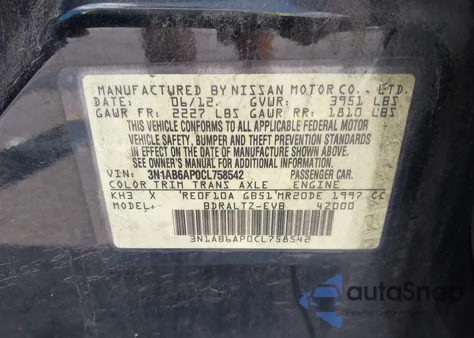 MANUFACTURED BY NISSAN MOTOR CO., LTD.
DATE: 06/12 GVWR: 3951 LBS
GAWR FR: 2227 LBS GAWR RR: 1810 LBS
THIS VEHICLE CONFORMS TO ALL APPLICABLE FEDERAL MOTOR
VEHICLE SAFETY, BUMPER, AND THEFT PREVENTION STANDARDS
IN EFFECT ON THE DATE OF MANUFACTURE SHOWN ABOVE.
SEE OWNER'S MANUAL FOR ADDITIONAL INFORMATION.
VIN: 3N1AB6AP0CL758542 PASSENGER CAR.
COLOR TRIM TRANS AXLE ENGINE
KH3 X RE0F10A GB51 MR20DE 1997 CC
MODEL: BDRALTZ-EVB 4Z000
3N1AB6AP0CL758542
autoSnap